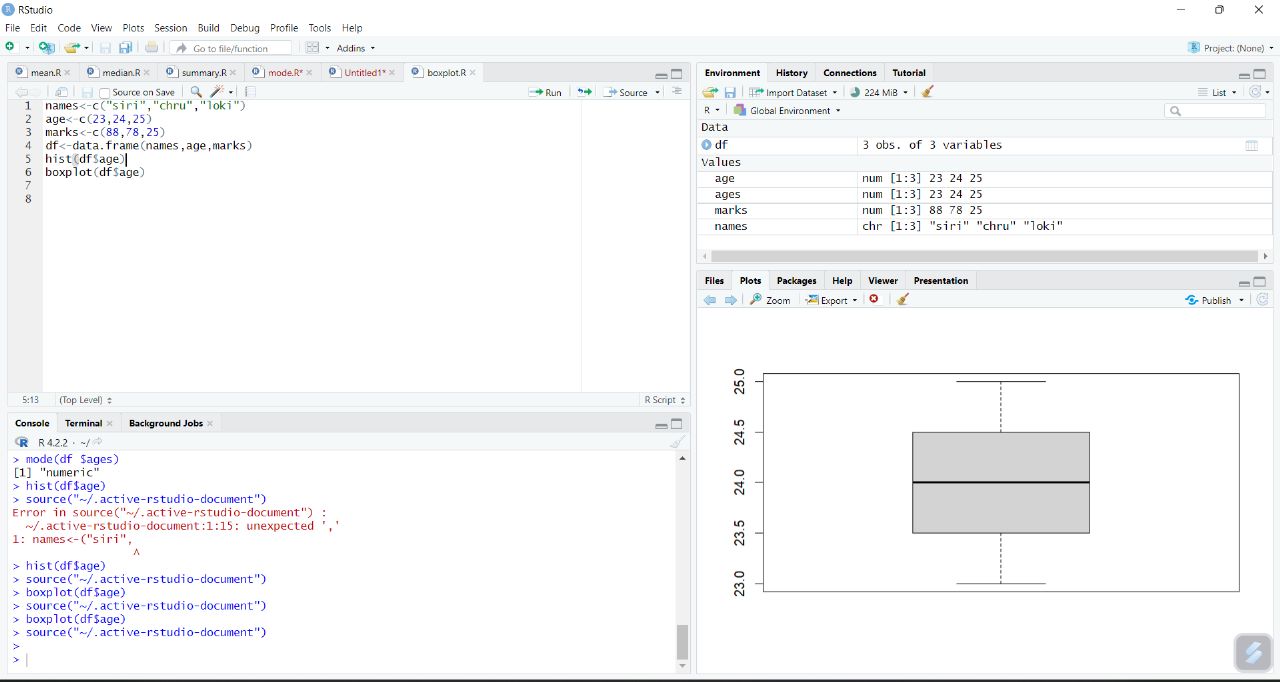 RStudio
File Edit Code View Plots Session Build Debug Profile Tools Help
Go to file/function Addins Project: (None)
mean.R median.R summary.R mode.R* Untitled1* boxplot.R
Source on Save Run Source
1 names<-c("siri","chru","loki")
2 age<-c(23,24,25)
3 marks<-c(88,78,25)
4 df<-data.frame(names,age,marks)
5 hist(df$age)
6 boxplot(df$age)
7
8
5:13 (Top Level) R Script
Console Terminal Background Jobs
R R 4.2.2 · ~/
> mode(df $ages)
[1] "numeric"
> hist(df$age)
> source("~/.active-rstudio-document")
Error in source("~/.active-rstudio-document") :
~/.active-rstudio-document:1:15: unexpected ','
1: names<-("siri",
^
> hist(df$age)
> source("~/.active-rstudio-document")
> boxplot(df$age)
> source("~/.active-rstudio-document")
> boxplot(df$age)
> source("~/.active-rstudio-document")
>
>
Environment History Connections Tutorial
Import Dataset 224 MiB List
R Global Environment
Data
df 3 obs. of 3 variables
Values
age num [1:3] 23 24 25
ages num [1:3] 23 24 25
marks num [1:3] 88 78 25
names chr [1:3] "siri" "chru" "loki"
Files Plots Packages Help Viewer Presentation
Zoom Export Publish
25.0
24.5
24.0
23.5
23.0